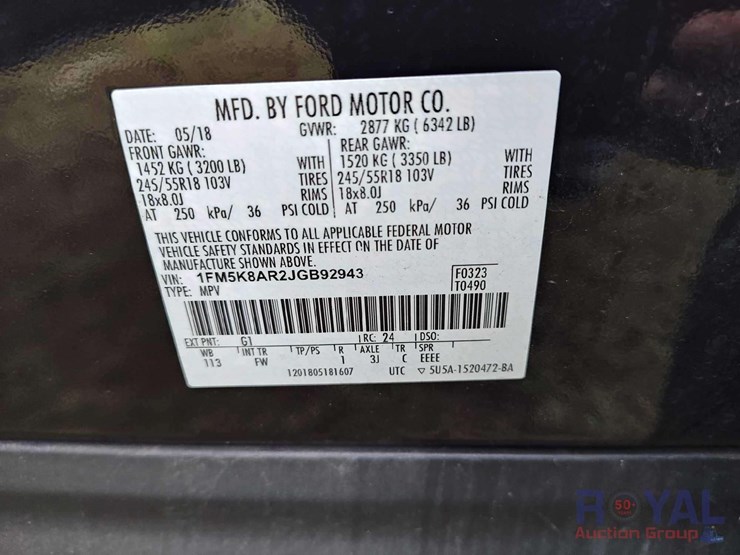 MFD. BY FORD MOTOR CO.
DATE: 05/18 GVWR: 2877 KG ( 6342 LB)
FRONT GAWR: REAR GAWR:
1452 KG ( 3200 LB) WITH 1520 KG ( 3350 LB) WITH
245/55R18 103V TIRES 245/55R18 103V TIRES
18x8.0J RIMS 18x8.0J RIMS
AT 250 kPa/ 36 PSI COLD AT 250 kPa/ 36 PSI COLD
THIS VEHICLE CONFORMS TO ALL APPLICABLE FEDERAL MOTOR
VEHICLE SAFETY STANDARDS IN EFFECT ON THE DATE OF
MANUFACTURE SHOWN ABOVE.
VIN: 1FM5K8AR2JGB92943 F0323
TYPE: MPV T0490
EXT PNT: G1 RC: 24 DSO:
WB INT TR TP/PS R AXLE TR SPR
113 FW 1 3J C EEEE
1201805181607 UTC ▽ 5U5A-1520472-BA
50
ROYAL
Auction Group